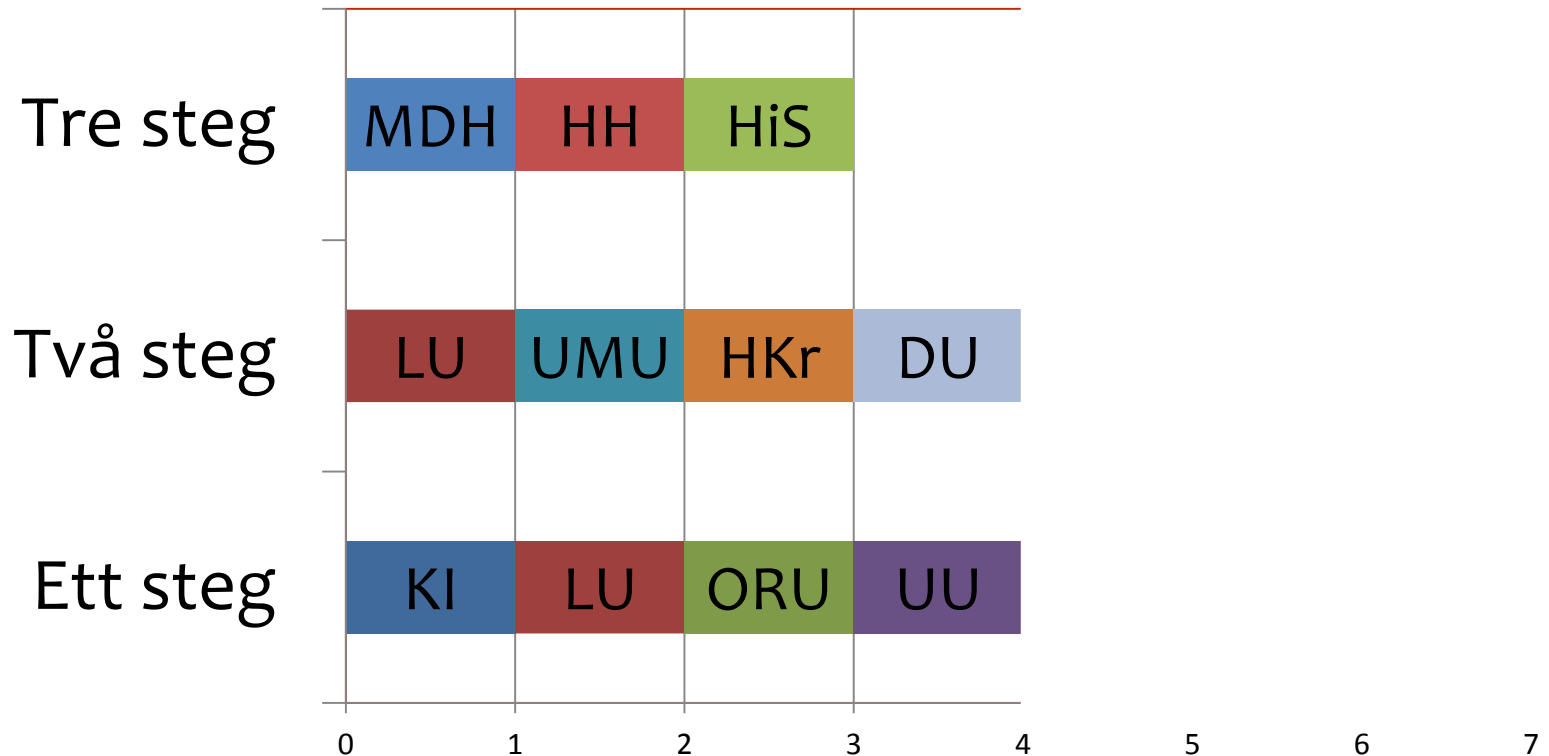 Tre steg MDH HH HiS
Två steg LU UMU HKr DU
Ett steg KI LU ORU UU
0 1 2 3 4 5 6 7